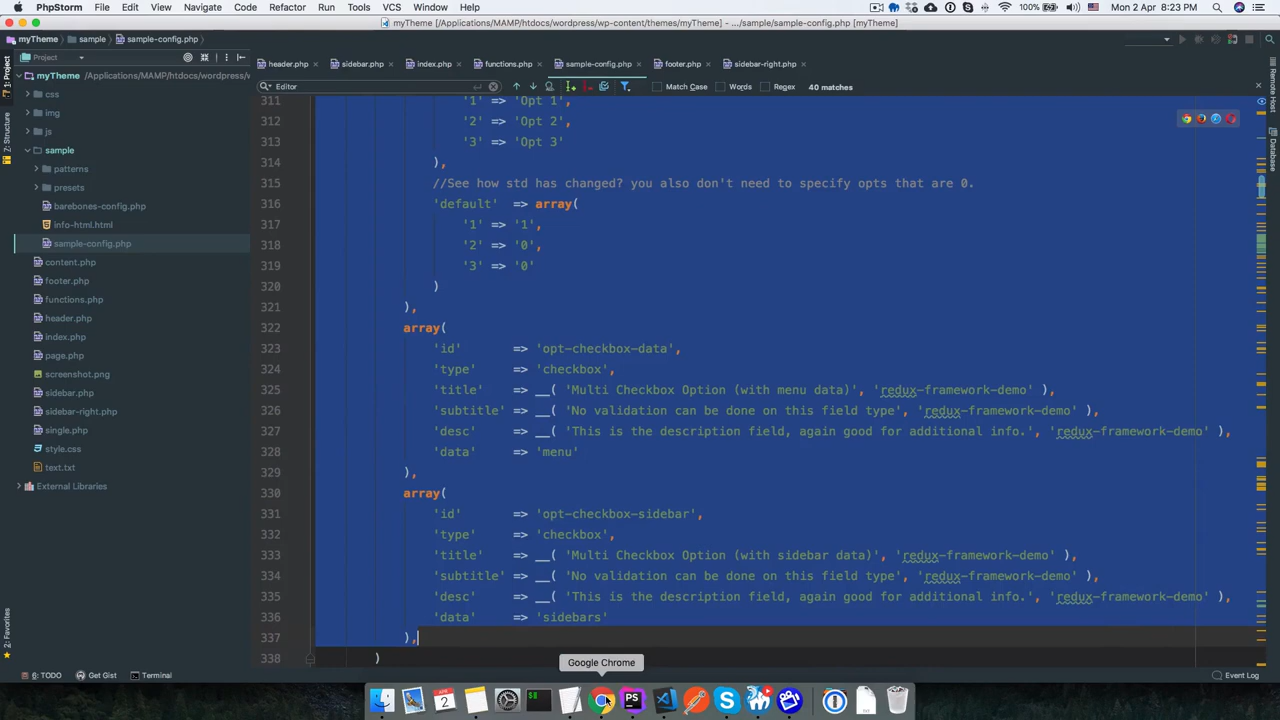 PhpStorm File Edit View Navigate Code Refactor Run Tools VCS Window Help 100% Mon 2 Apr 8:23 PM
myTheme [/Applications/MAMP/htdocs/wordpress/wp-content/themes/myTheme] - .../sample/sample-config.php [myTheme]
myTheme sample sample-config.php
Project header.php sidebar.php index.php functions.php sample-config.php footer.php sidebar-right.php
myTheme /Applications/MAMP/htdocs/wordpress/w
Editor Match Case Words Regex 40 matches
css
img
js
sample
patterns
presets
barebones-config.php
info-html.html
sample-config.php
content.php
footer.php
functions.php
header.php
index.php
page.php
screenshot.png
sidebar.php
sidebar-right.php
single.php
style.css
text.txt
External Libraries
1: Project
7: Structure
2: Favorites
Remote Host
Database
311 '1' => 'Opt 1',
312 '2' => 'Opt 2',
313 '3' => 'Opt 3'
314 ),
315 //See how std has changed? you also don't need to specify opts that are 0.
316 'default' => array(
317 '1' => '1',
318 '2' => '0',
319 '3' => '0'
320 )
321 ),
322 array(
323 'id' => 'opt-checkbox-data',
324 'type' => 'checkbox',
325 'title' => __( 'Multi Checkbox Option (with menu data)', 'redux-framework-demo' ),
326 'subtitle' => __( 'No validation can be done on this field type', 'redux-framework-demo' ),
327 'desc' => __( 'This is the description field, again good for additional info.', 'redux-framework-demo' ),
328 'data' => 'menu'
329 ),
330 array(
331 'id' => 'opt-checkbox-sidebar',
332 'type' => 'checkbox',
333 'title' => __( 'Multi Checkbox Option (with sidebar data)', 'redux-framework-demo' ),
334 'subtitle' => __( 'No validation can be done on this field type', 'redux-framework-demo' ),
335 'desc' => __( 'This is the description field, again good for additional info.', 'redux-framework-demo' ),
336 'data' => 'sidebars'
337 ),
338 )
Google Chrome
6: TODO Get Gist Terminal Event Log
2
PS